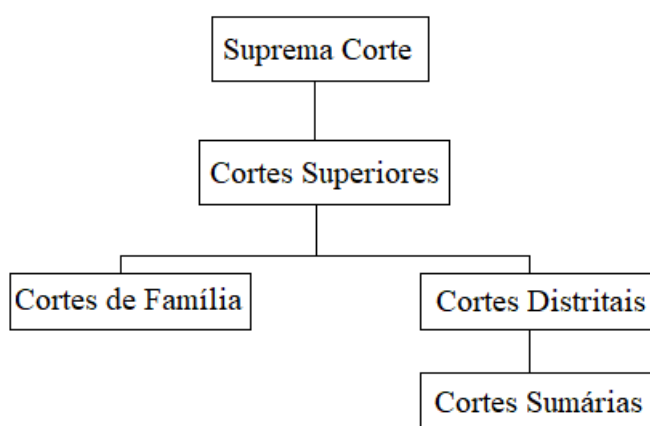 Suprema Corte
Cortes Superiores
Cortes de Família
Cortes Distritais
Cortes Sumárias